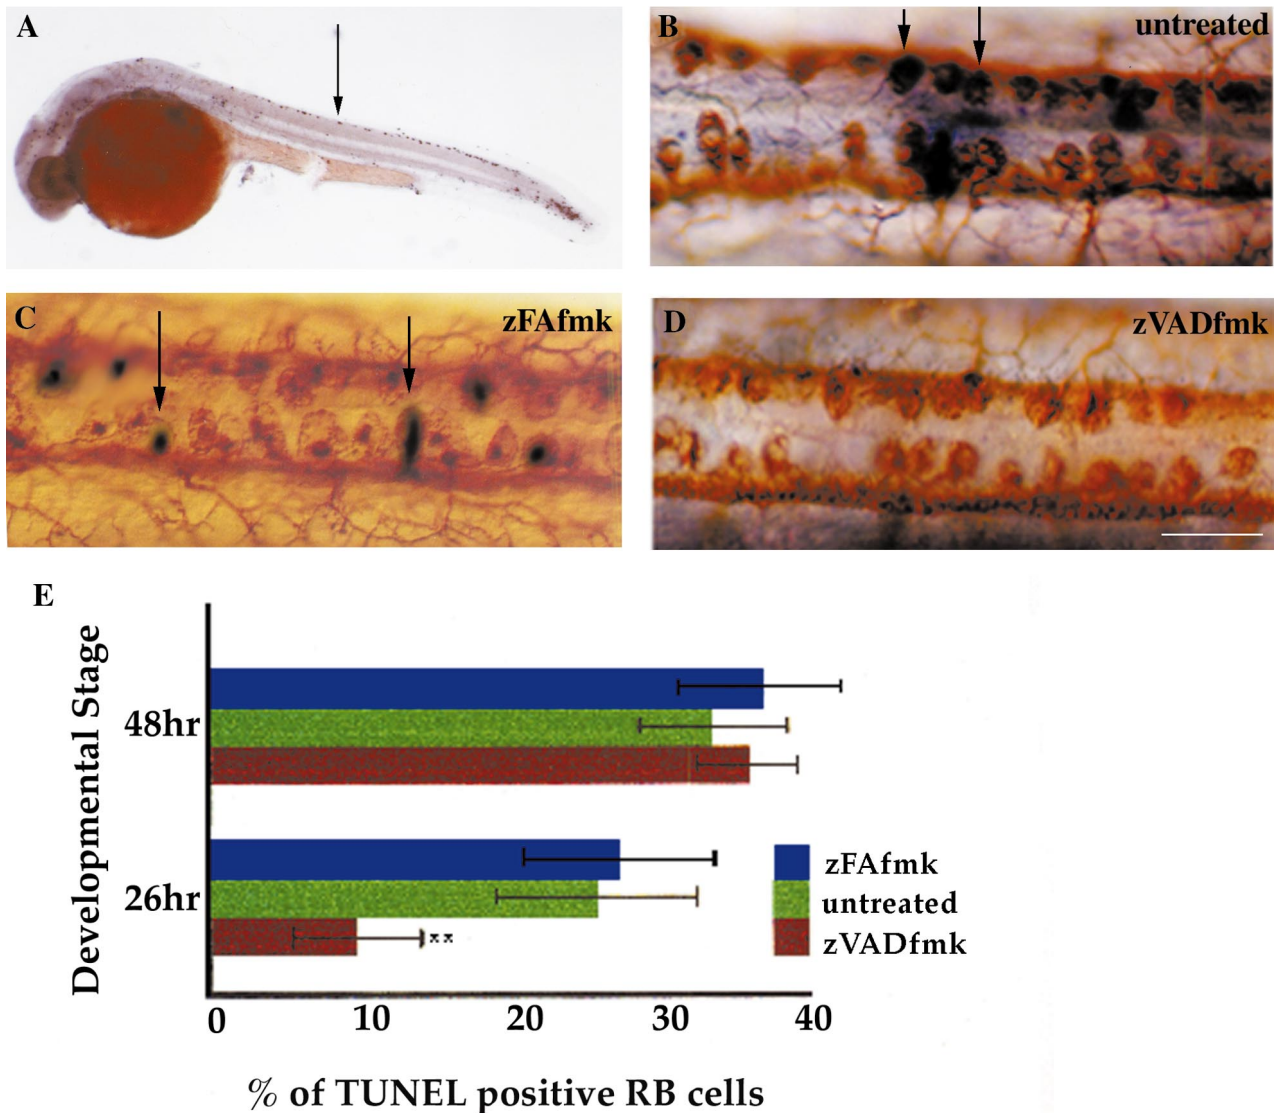 A
B
untreated
C
zFAfmk
D
zVADfmk
E
Developmental Stage
48hr
26hr
**
zFAfmk
untreated
zVADfmk
0 10 20 30 40
% of TUNEL positive RB cells